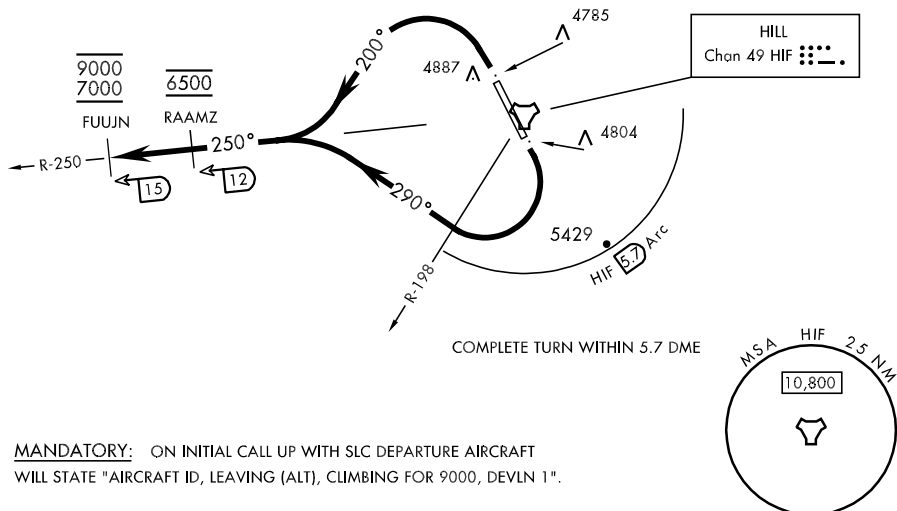 4785
HILL
Chan 49 HIF
4887
9000
7000
6500
200°
FUUJN
RAAMZ
4804
250°
R-250
15
12
290°
5429
HIF 5.7 Arc
R-198
COMPLETE TURN WITHIN 5.7 DME
MSA HIF 25 NM
10,800
MANDATORY: ON INITIAL CALL UP WITH SLC DEPARTURE AIRCRAFT
WILL STATE "AIRCRAFT ID, LEAVING (ALT), CLIMBING FOR 9000, DEVLN 1".